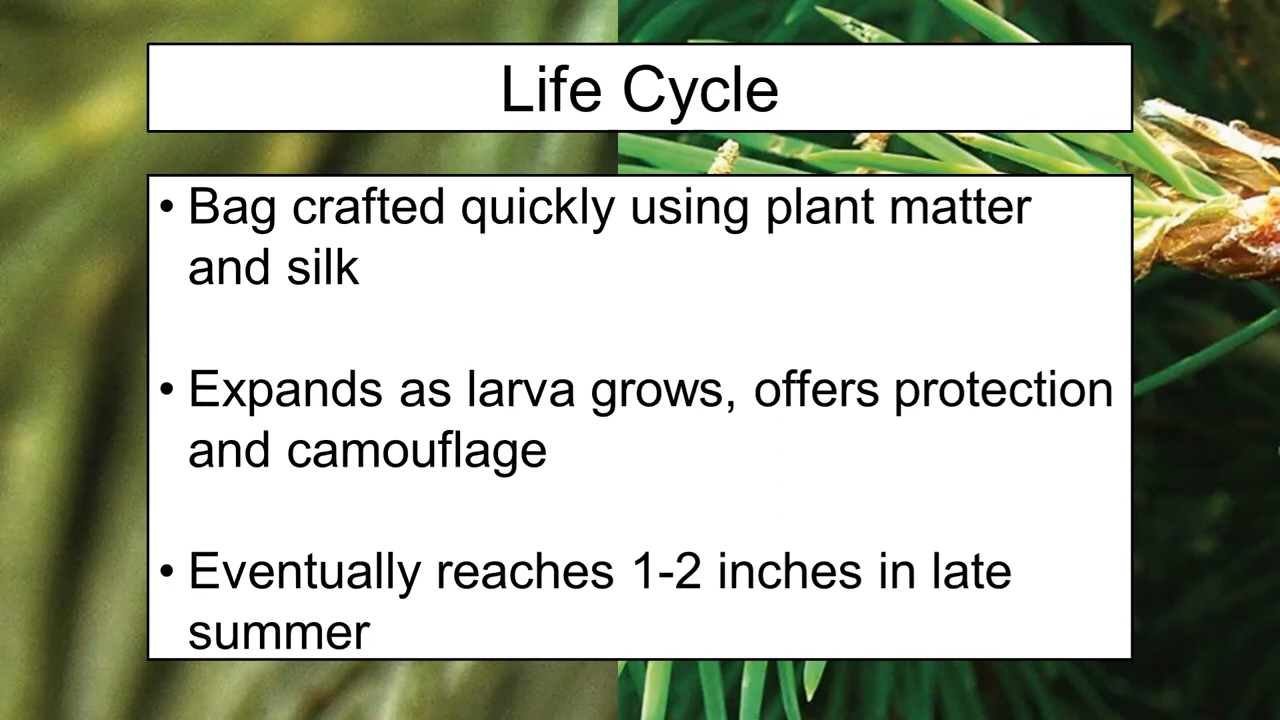 Life Cycle
• Bag crafted quickly using plant matter
and silk
• Expands as larva grows, offers protection
and camouflage
• Eventually reaches 1-2 inches in late
summer